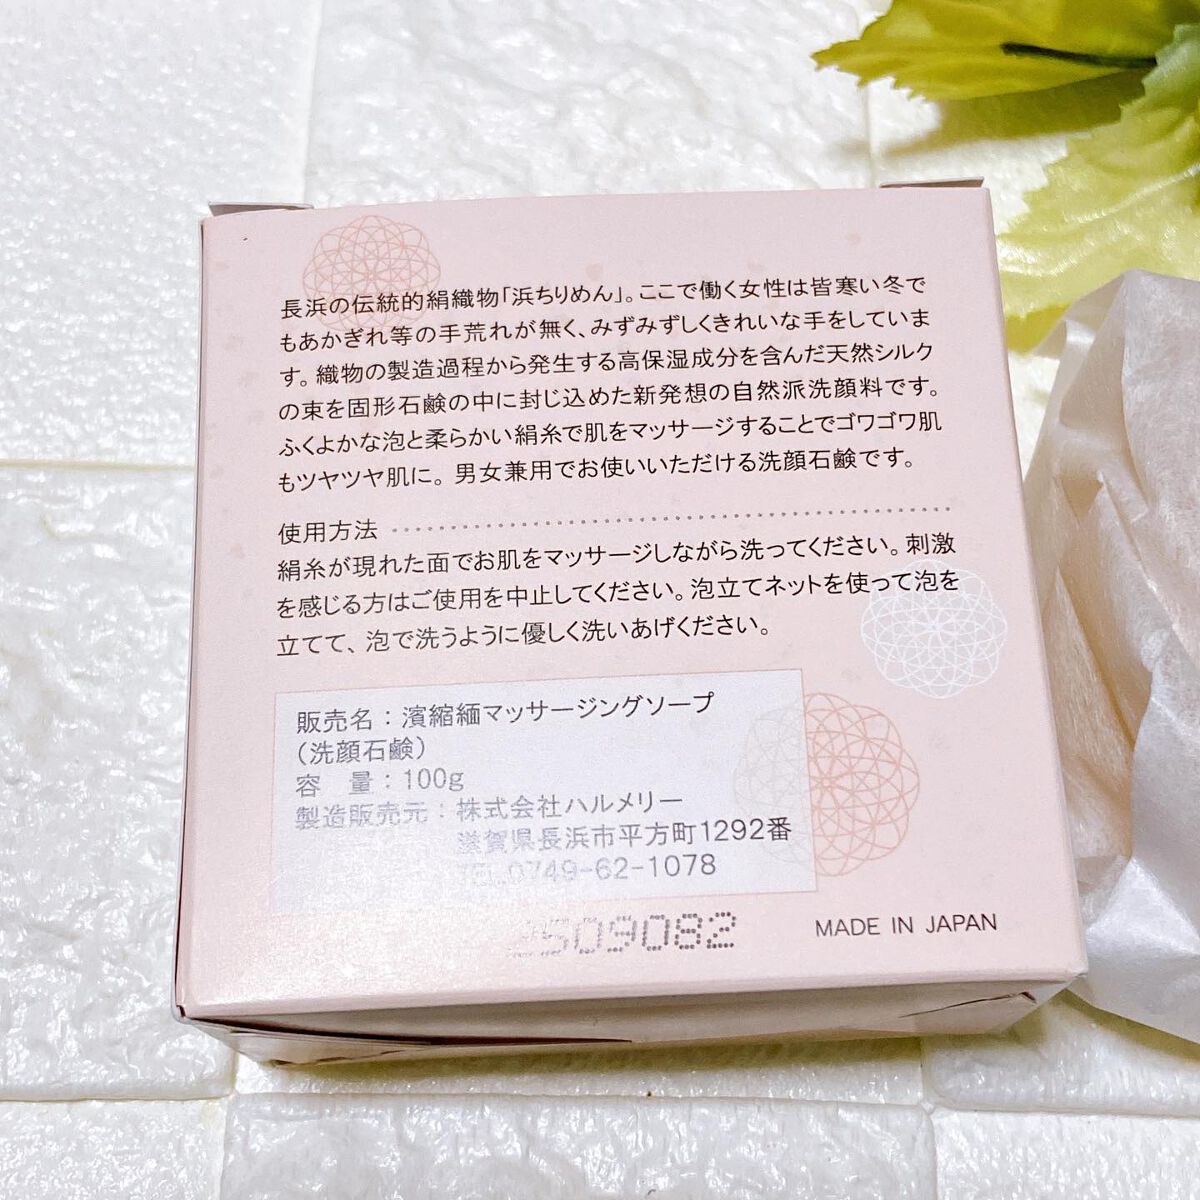 長浜の伝統的絹織物「浜ちりめん」。ここで働く女性は皆寒い冬で
もあかぎれ等の手荒れが無く、みずみずしくきれいな手をしていま
す。織物の製造過程から発生する高保湿成分を含んだ天然シルク
の束を固形石鹸の中に封じ込めた新発想の自然派洗顔料です。
ふくよかな泡と柔らかい絹糸で肌をマッサージすることでゴワゴワ肌
もツヤツヤ肌に。男女兼用でお使いいただける洗顔石鹸です。
使用方法
絹糸が現れた面でお肌をマッサージしながら洗ってください。刺激
を感じる方はご使用を中止してください。泡立てネットを使って泡を
立てて、泡で洗うように優しく洗いあげください。
販売名：濱縮緬マッサージングソープ
（洗顔石鹸）
容　量：100g
製造販売元：株式会社ハルメリー
滋賀県長浜市平方町1292番
TEL.0749-62-1078
MADE IN JAPAN